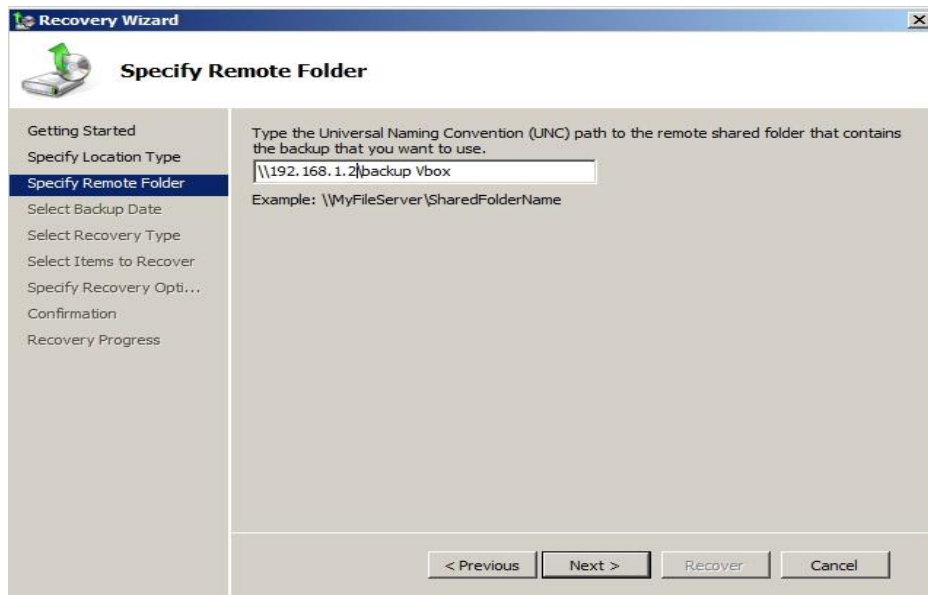 Recovery Wizard
Specify Remote Folder
Getting Started
Specify Location Type
Specify Remote Folder
Select Backup Date
Select Recovery Type
Select Items to Recover
Specify Recovery Opti...
Confirmation
Recovery Progress
Type the Universal Naming Convention (UNC) path to the remote shared folder that contains
the backup that you want to use.
\\192.168.1.2\backup Vbox
Example: \\MyFileServer\SharedFolderName
< Previous
Next >
Recover
Cancel